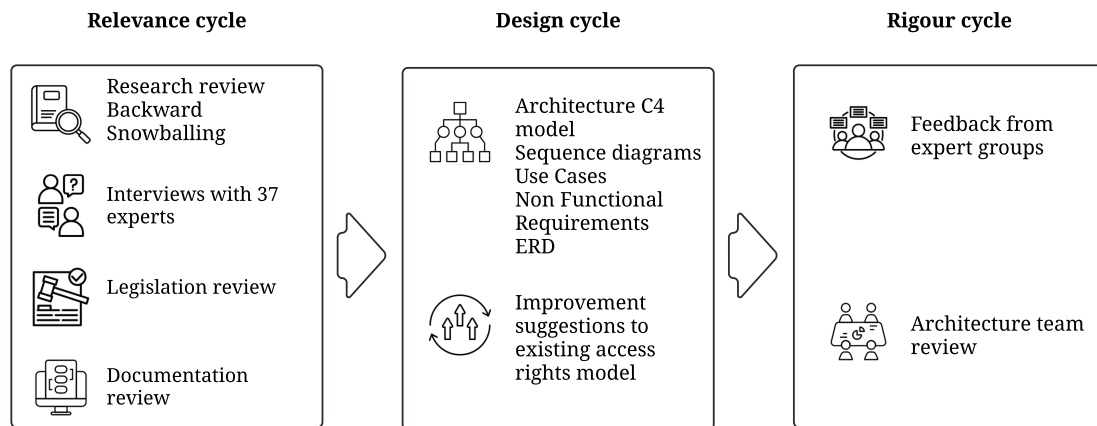 Relevance cycle
Research review
Backward
Snowballing
Interviews with 37
experts
Legislation review
Documentation
review
Design cycle
Architecture C4
model
Sequence diagrams
Use Cases
Non Functional
Requirements
ERD
Improvement
suggestions to
existing access
rights model
Rigour cycle
Feedback from
expert groups
Architecture team
review